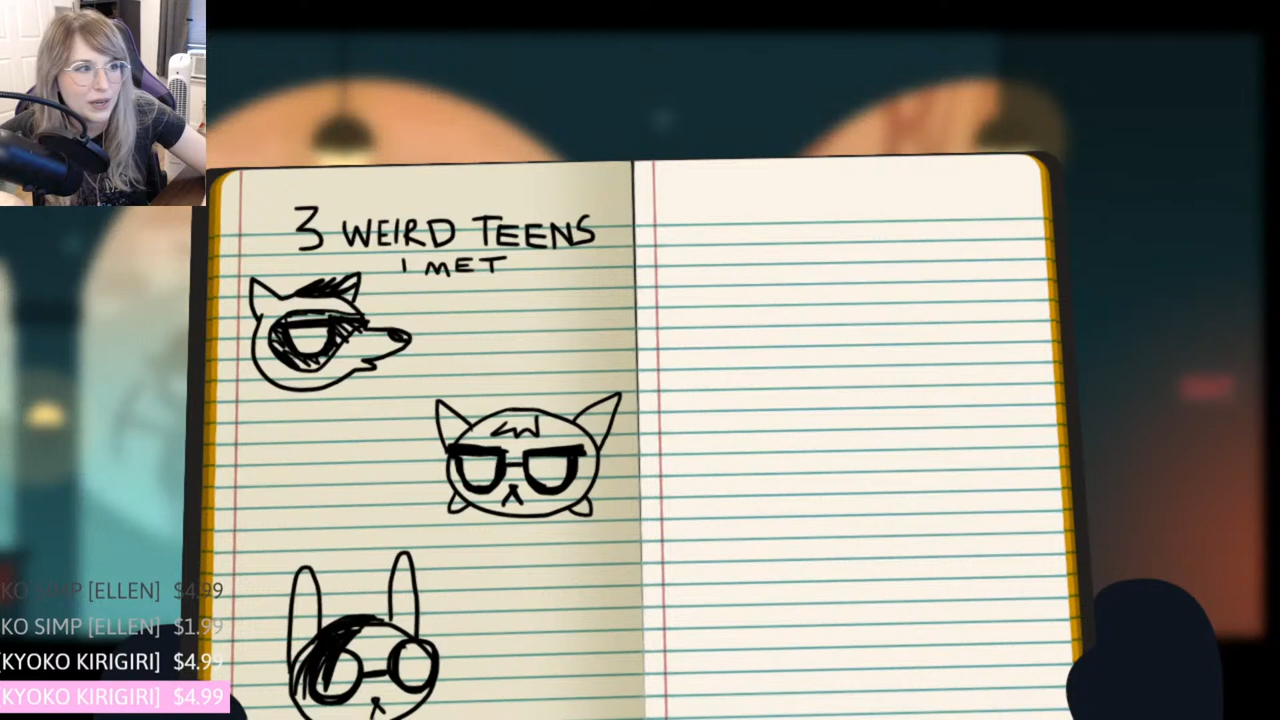 3 WEIRD TEENS
I MET
KO SIMP [ELLEN] $4.99
KO SIMP [ELLEN] $1.99
[KYOKO KIRIGIRI] $4.99
[KYOKO KIRIGIRI] $4.99